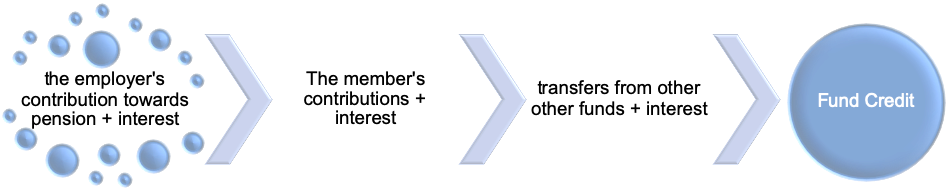 the employer's
contribution towards
pension + interest
The member's
contributions +
interest
transfers from other
other funds + interest
Fund Credit